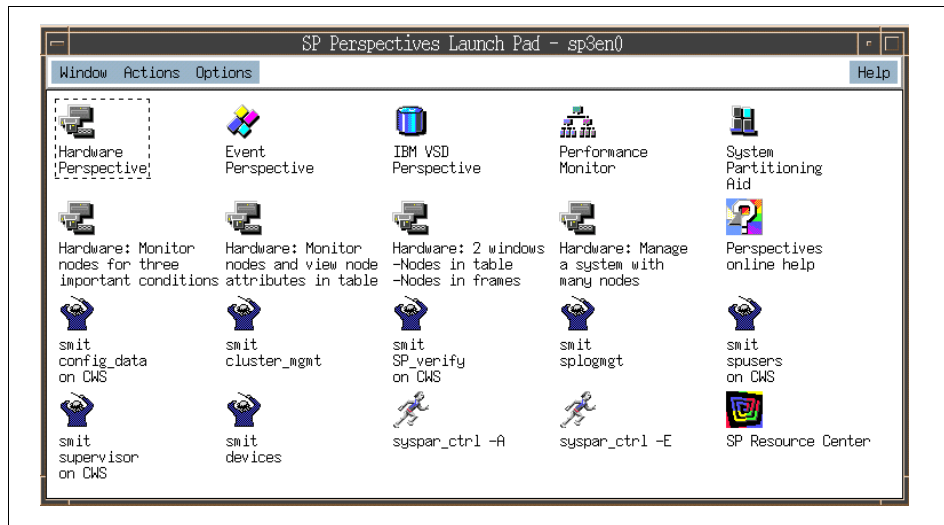 SP Perspectives Launch Pad - sp3en0
Window Actions Options Help
Hardware
Perspective
Event
Perspective
IBM VSD
Perspective
Performance
Monitor
System
Partitioning
Aid
Hardware: Monitor
nodes for three
important conditions
Hardware: Monitor
nodes and view node
attributes in table
Hardware: 2 windows
-Nodes in table
-Nodes in frames
Hardware: Manage
a system with
many nodes
Perspectives
online help
smit
config_data
on CWS
smit
cluster_mgmt
smit
SP_verify
on CWS
smit
splogmgt
smit
spusers
on CWS
smit
supervisor
on CWS
smit
devices
syspar_ctrl -A
syspar_ctrl -E
SP Resource Center